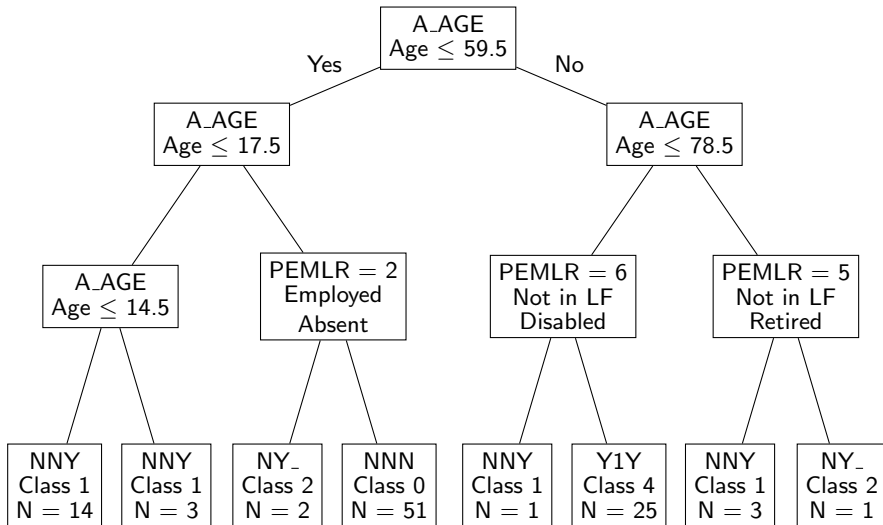 A_AGE
Age ≤ 59.5
Yes
No
A_AGE
Age ≤ 17.5
A_AGE
Age ≤ 78.5
A_AGE
Age ≤ 14.5
PEMLR = 2
Employed
Absent
PEMLR = 6
Not in LF
Disabled
PEMLR = 5
Not in LF
Retired
NNY
Class 1
N = 14
NNY
Class 1
N = 3
NY_
Class 2
N = 2
NNN
Class 0
N = 51
NNY
Class 1
N = 1
Y1Y
Class 4
N = 25
NNY
Class 1
N = 3
NY_
Class 2
N = 1